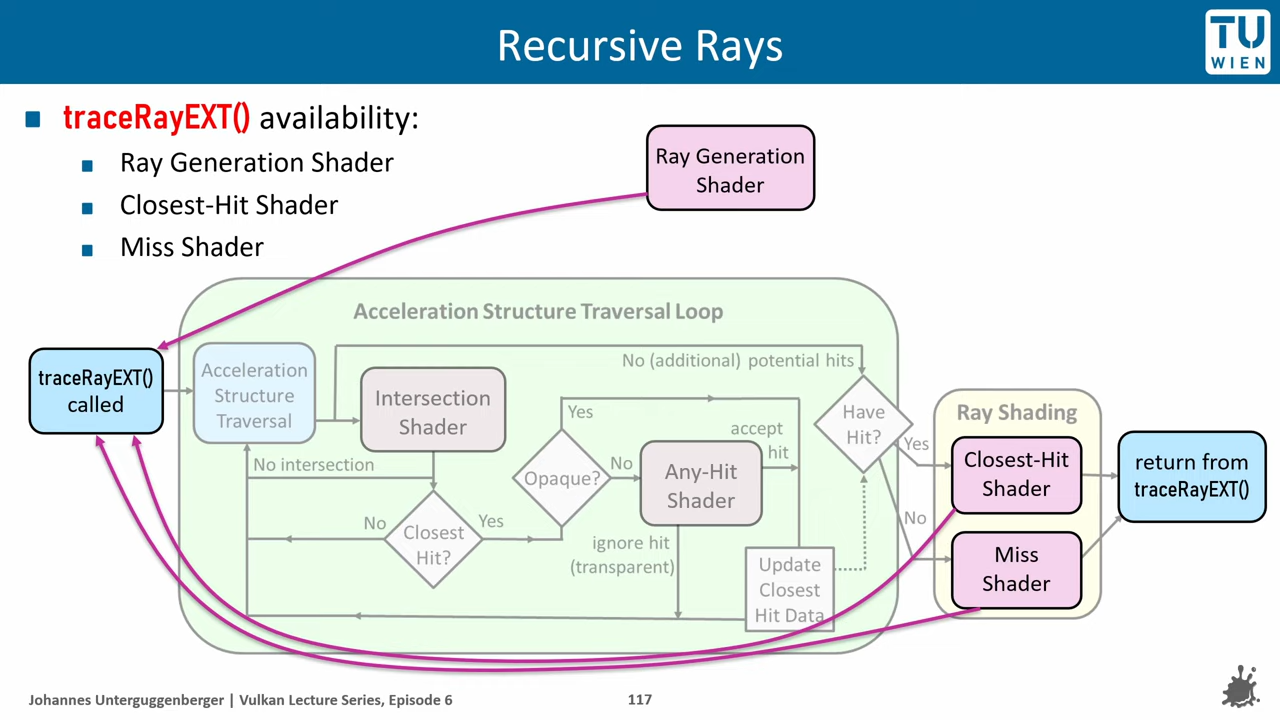 Recursive Rays
TU
WIEN
traceRayEXT() availability:
Ray Generation Shader
Closest-Hit Shader
Miss Shader
Ray Generation
Shader
Acceleration Structure Traversal Loop
traceRayEXT()
called
Acceleration
Structure
Traversal
No (additional) potential hits
Intersection
Shader
No intersection
Closest
Hit?
No
Yes
Opaque?
Yes
No
Any-Hit
Shader
accept
hit
ignore hit
(transparent)
Update
Closest
Hit Data
Have
Hit?
Yes
No
Ray Shading
Closest-Hit
Shader
Miss
Shader
return from
traceRayEXT()
Johannes Unterguggenberger | Vulkan Lecture Series, Episode 6
117